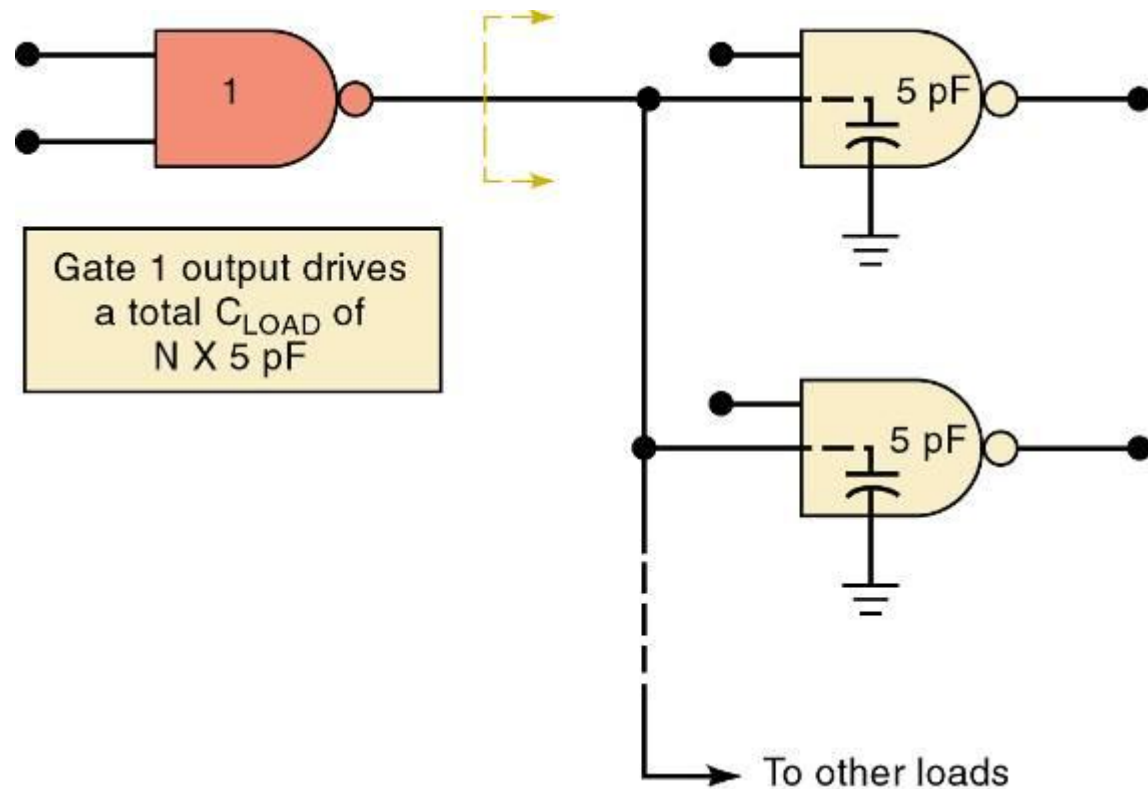 1
5 pF
Gate 1 output drives
a total CLOAD of
N X 5 pF
5 pF
To other loads